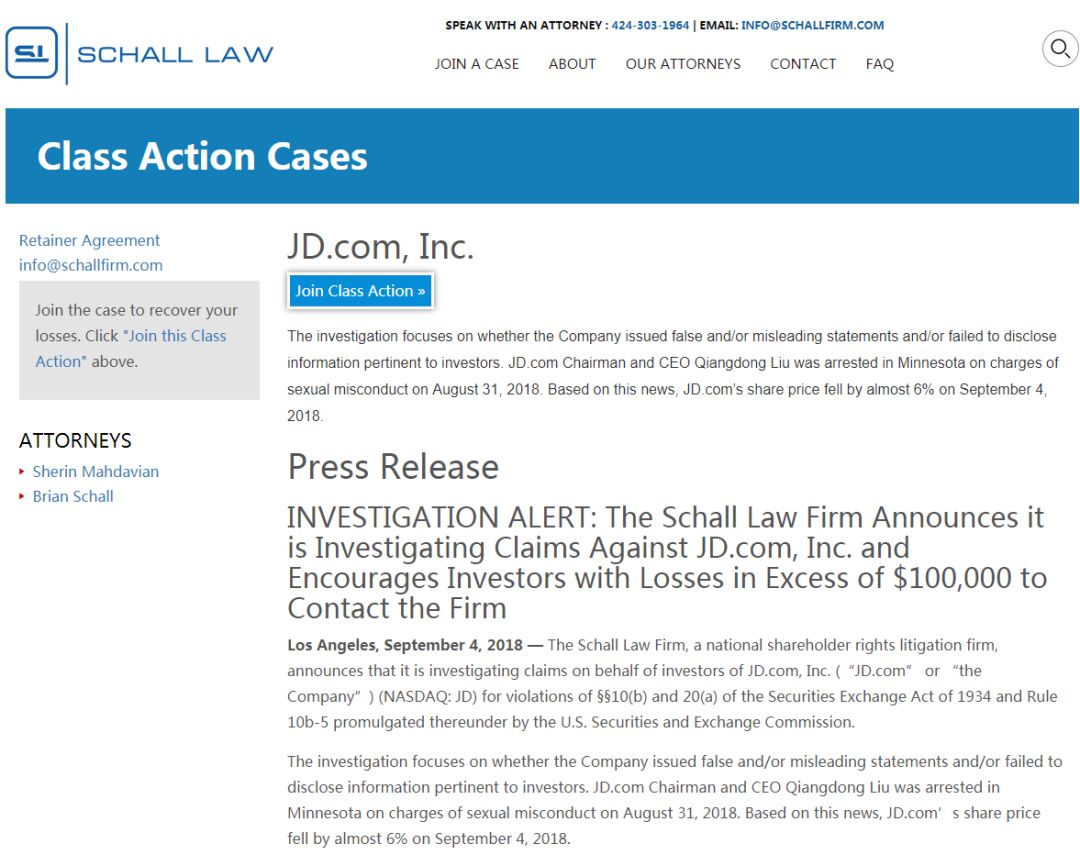 SPEAK WITH AN ATTORNEY : 424-303-1964 | EMAIL: INFO@SCHALLFIRM.COM
SL SCHALL LAW
JOIN A CASE ABOUT OUR ATTORNEYS CONTACT FAQ
Class Action Cases
Retainer Agreement
info@schallfirm.com
Join the case to recover your
losses. Click "Join this Class
Action" above.
ATTORNEYS
Sherin Mahdavian
Brian Schall
JD.com, Inc.
Join Class Action »
The investigation focuses on whether the Company issued false and/or misleading statements and/or failed to disclose
information pertinent to investors. JD.com Chairman and CEO Qiangdong Liu was arrested in Minnesota on charges of
sexual misconduct on August 31, 2018. Based on this news, JD.com's share price fell by almost 6% on September 4,
2018.
Press Release
INVESTIGATION ALERT: The Schall Law Firm Announces it
is Investigating Claims Against JD.com, Inc. and
Encourages Investors with Losses in Excess of $100,000 to
Contact the Firm
Los Angeles, September 4, 2018 — The Schall Law Firm, a national shareholder rights litigation firm,
announces that it is investigating claims on behalf of investors of JD.com, Inc. ( “JD.com” or “the
Company” ) (NASDAQ: JD) for violations of §§10(b) and 20(a) of the Securities Exchange Act of 1934 and Rule
10b-5 promulgated thereunder by the U.S. Securities and Exchange Commission.
The investigation focuses on whether the Company issued false and/or misleading statements and/or failed to
disclose information pertinent to investors. JD.com Chairman and CEO Qiangdong Liu was arrested in
Minnesota on charges of sexual misconduct on August 31, 2018. Based on this news, JD.com’ s share price
fell by almost 6% on September 4, 2018.